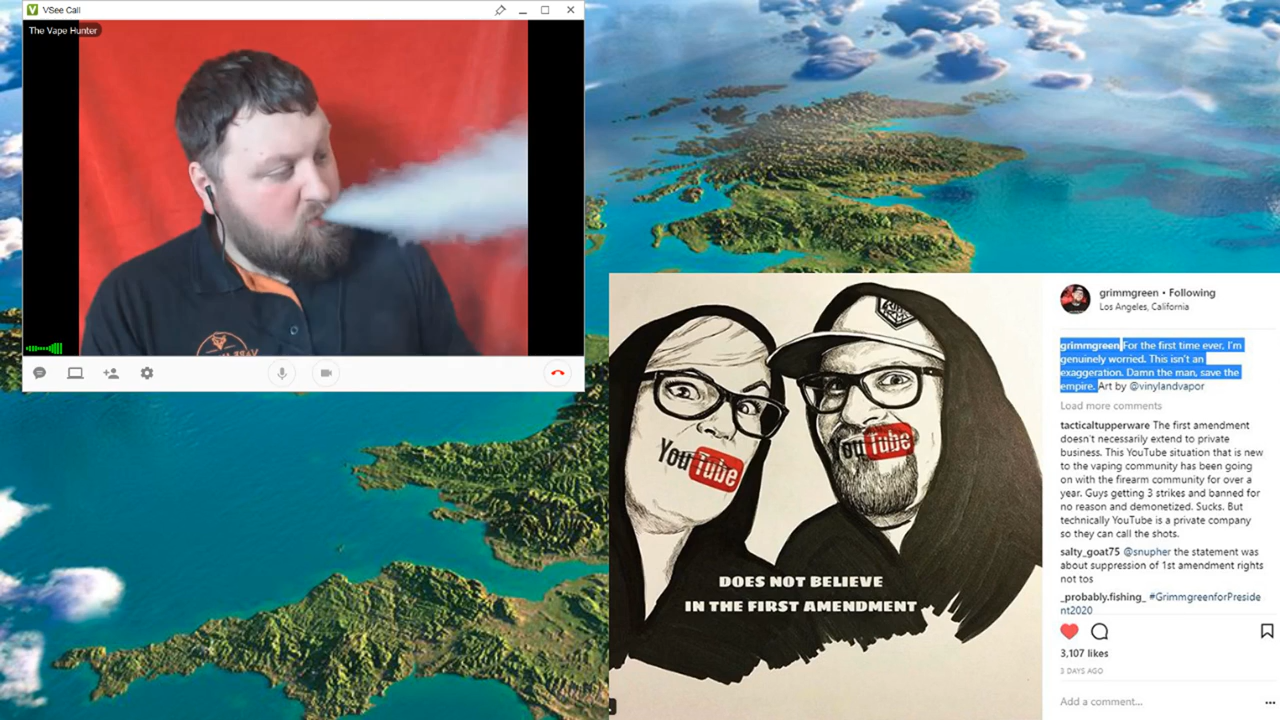 VSee Call
The Vape Hunter
grimmgreen • Following
Los Angeles, California
grimmgreen For the first time ever, I'm
genuinely worried. This isn't an
exaggeration. Damn the man, save the
empire. Art by @vinylandvapor
Load more comments
tacticaltupperware The first amendment
doesn't necessarily extend to private
business. This YouTube situation that is new
to the vaping community has been going
on with the firearm community for over a
year. Guys getting 3 strikes and banned for
no reason and demonetized. Sucks. But
technically YouTube is a private company
so they can call the shots.
salty_goat75 @snupher the statement was
about suppression of 1st amendment rights
not tos
_probably.fishing_ #GrimmgreenforPreside
nt2020
3,107 likes
3 DAYS AGO
Add a comment...
You Tube
ou Tube
DOES NOT BELIEVE
IN THE FIRST AMENDMENT